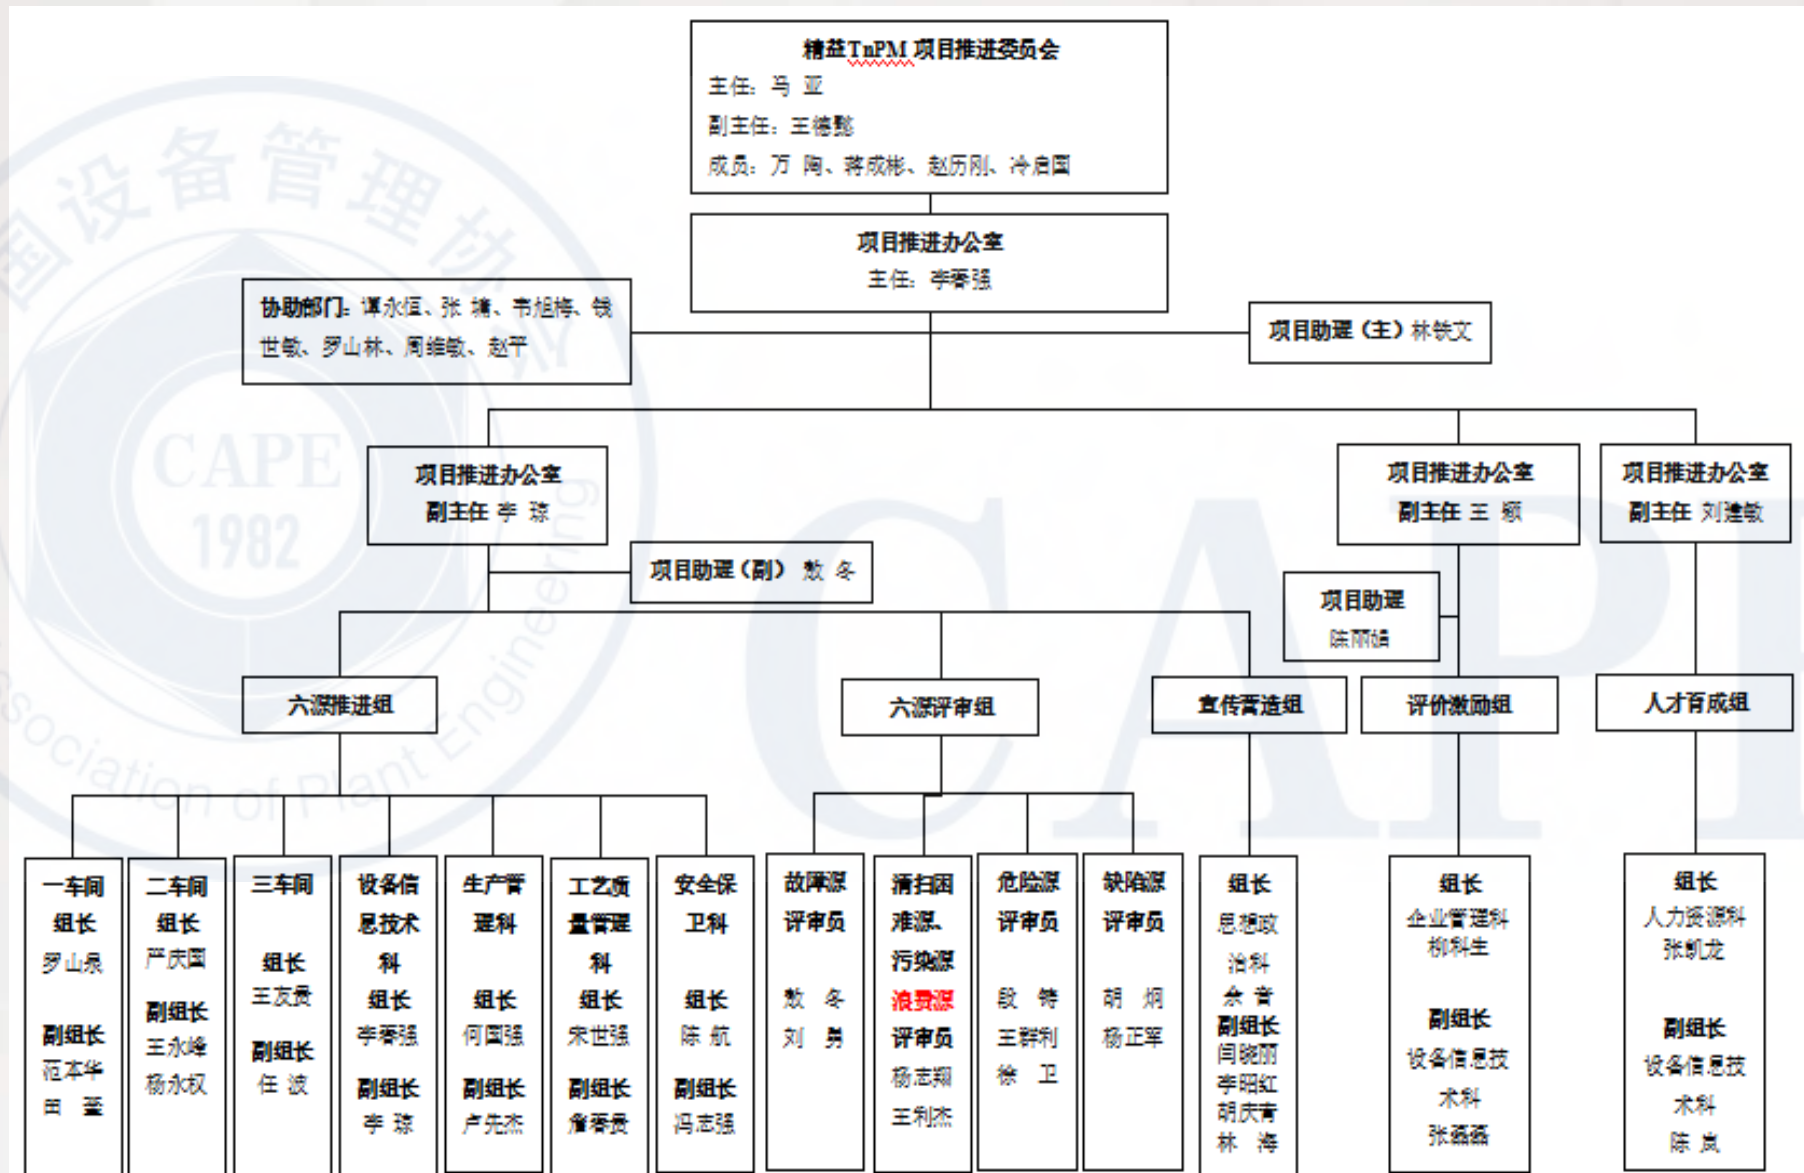 精益TnPM 项目推进委员会
主任：冯 亚
副主任：王德懿
成员：万 陶、蒋成彬、赵历刚、冷启国
项目推进办公室
主任：李春强
协助部门：谭永恒、张 墉、韦旭梅、钱
世敏、罗山林、周维敏、赵平
项目助理（主）林铁文
项目推进办公室
副主任 李 琼
项目推进办公室
副主任 王 颖
项目推进办公室
副主任 刘建敏
项目助理（副） 敖 冬
项目助理
陈丽娟
六源推进组
六源评审组
宣传营造组
评价激励组
人才育成组
一车间
组长
罗山泉
副组长
范本华
田
二车间
组长
严庆国
副组长
王永峰
杨永权
三车间
组长
王友贵
副组长
任 波
设备信
息技术
科
组长
李春强
副组长
李 琼
生产管
理科
组长
何国强
副组长
卢先杰
工艺质
量管理
科
组长
宋世强
副组长
詹春贵
安全保
卫科
组长
陈 航
副组长
冯志强
故障源
评审员
敖 冬
刘 勇
清扫困
难源、
污染源
浪费源
评审员
杨志翔
王利杰
危险源
评审员
段 铸
王群利
徐 卫
缺陷源
评审员
胡 炯
杨正军
组长
思想政
治科
余 音
副组长
闫晓丽
李昭红
胡庆青
林 海
组长
企业管理科
柳科生
副组长
设备信息技
术科
张磊磊
组长
人力资源科
张凯龙
副组长
设备信息技
术科
陈 岚
国设备管理协会
CAPE
1982
ssociation of Plant Engineering
CAPE